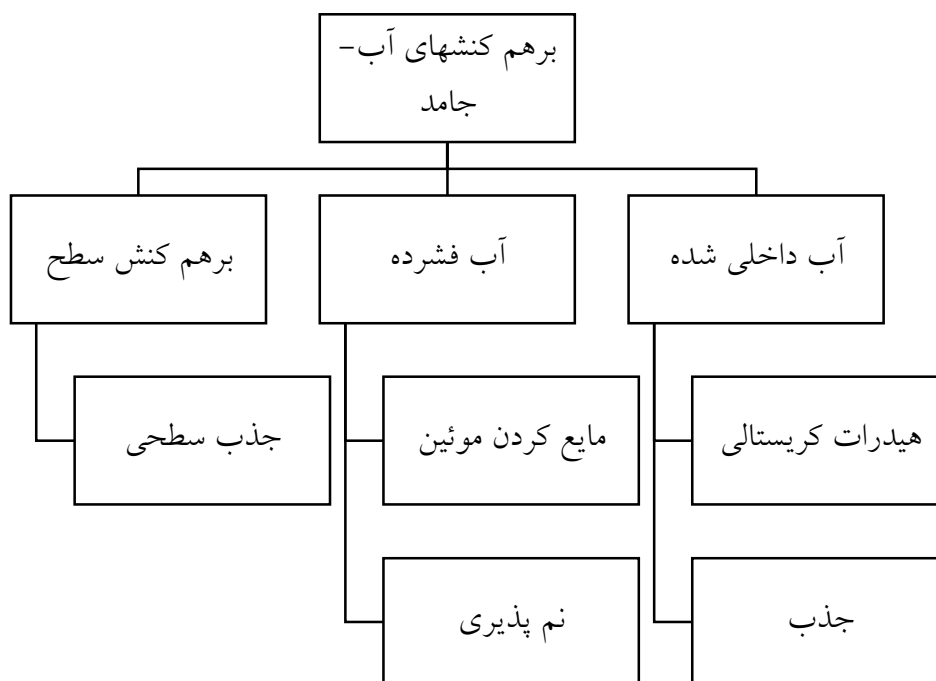 برهم کنشهای آب–
جامد
آب داخلی شده
آب فشرده
برهم کنش سطح
هیدرات کریستالی
مایع کردن موئین
جذب سطحی
جذب
نم پذیری